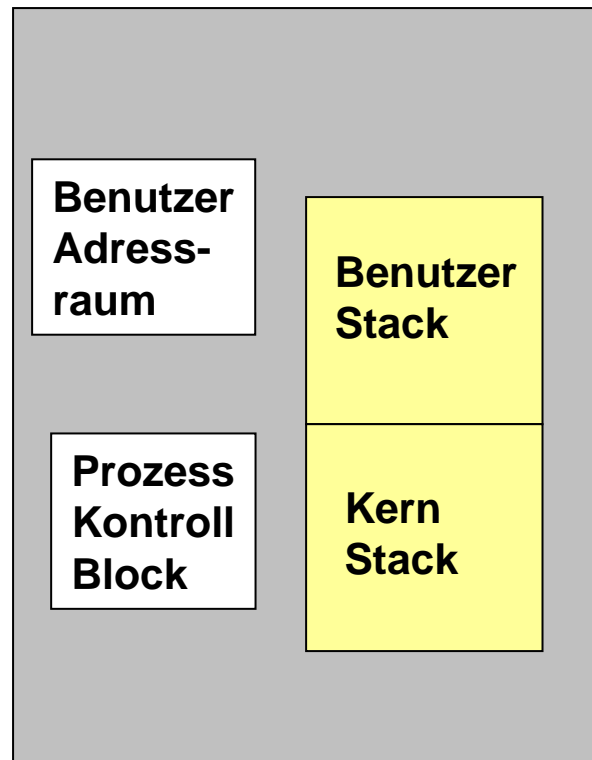 Benutzer
Adress-
raum
Benutzer
Stack
Prozess
Kontroll
Block
Kern
Stack